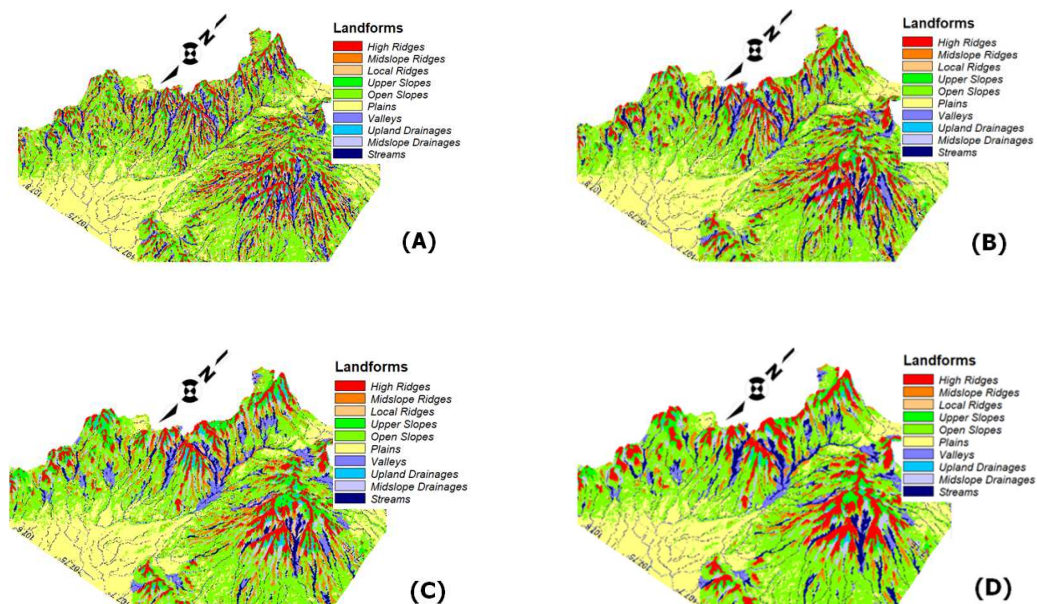 N
Landforms
High Ridges
Midslope Ridges
Local Ridges
Upper Slopes
Open Slopes
Plains
Valleys
Upland Drainages
Midslope Drainages
Streams
(A)
N
Landforms
High Ridges
Midslope Ridges
Local Ridges
Upper Slopes
Open Slopes
Plains
Valleys
Upland Drainages
Midslope Drainages
Streams
(B)
N
Landforms
High Ridges
Midslope Ridges
Local Ridges
Upper Slopes
Open Slopes
Plains
Valleys
Upland Drainages
Midslope Drainages
Streams
(C)
N
Landforms
High Ridges
Midslope Ridges
Local Ridges
Upper Slopes
Open Slopes
Plains
Valleys
Upland Drainages
Midslope Drainages
Streams
(D)